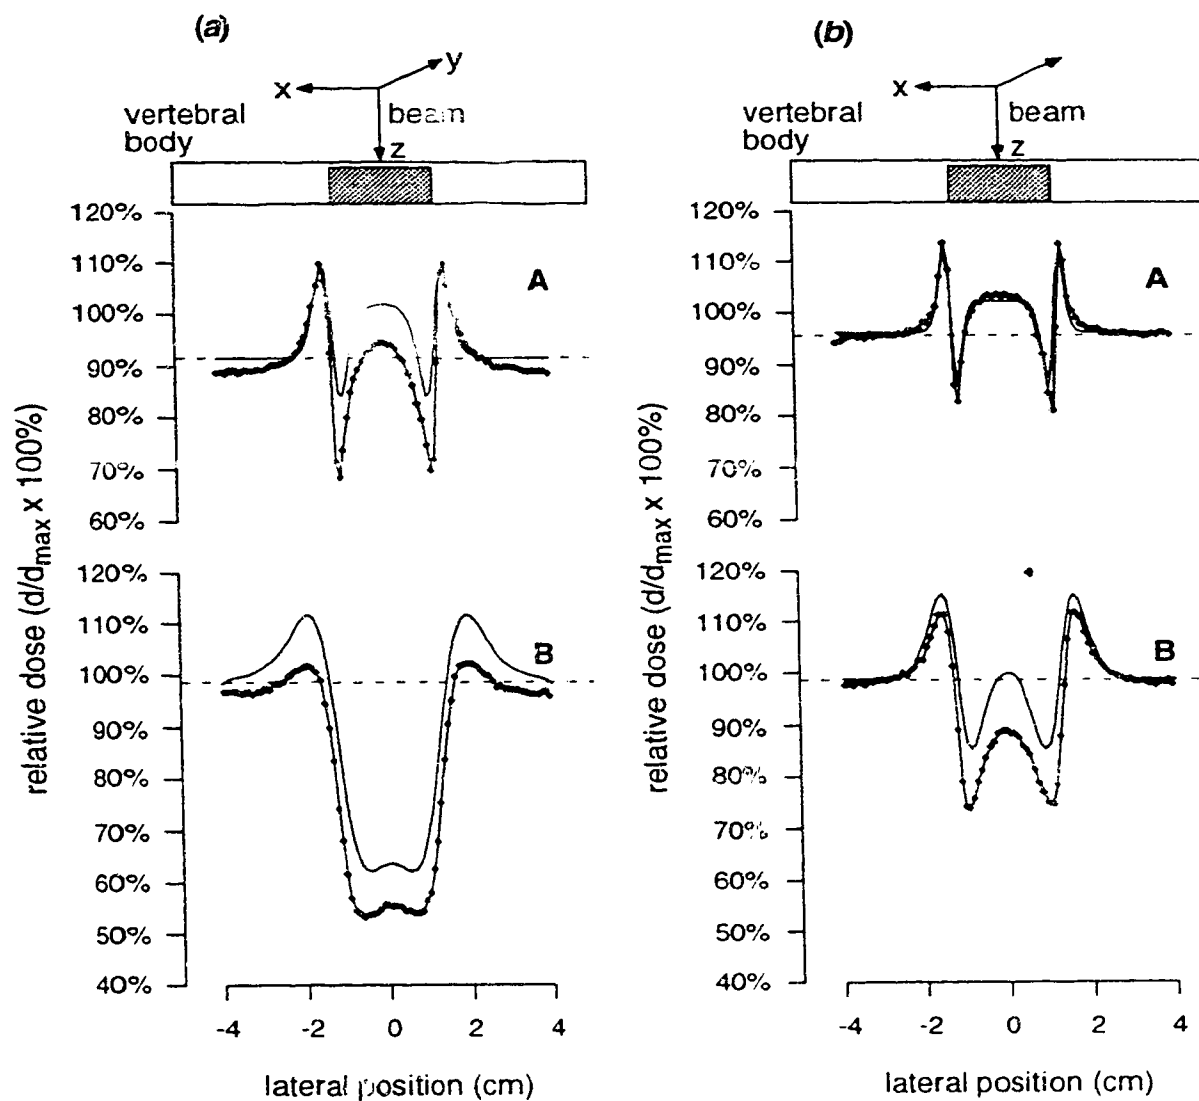 (a)
y
x
vertebral
body
beam
z
120%
110%
100%
90%
80%
70%
60%
A
120%
110%
100%
90%
80%
70%
60%
50%
40%
B
relative dose (d/dmax x 100%)
-4 -2 0 2 4
lateral position (cm)
(b)
x
vertebral
body
beam
z
120%
110%
100%
90%
80%
70%
60%
A
120%
110%
100%
90%
80%
70%
60%
50%
40%
B
relative dose (d/dmax x 100%)
-4 -2 0 2 4
lateral position (cm)